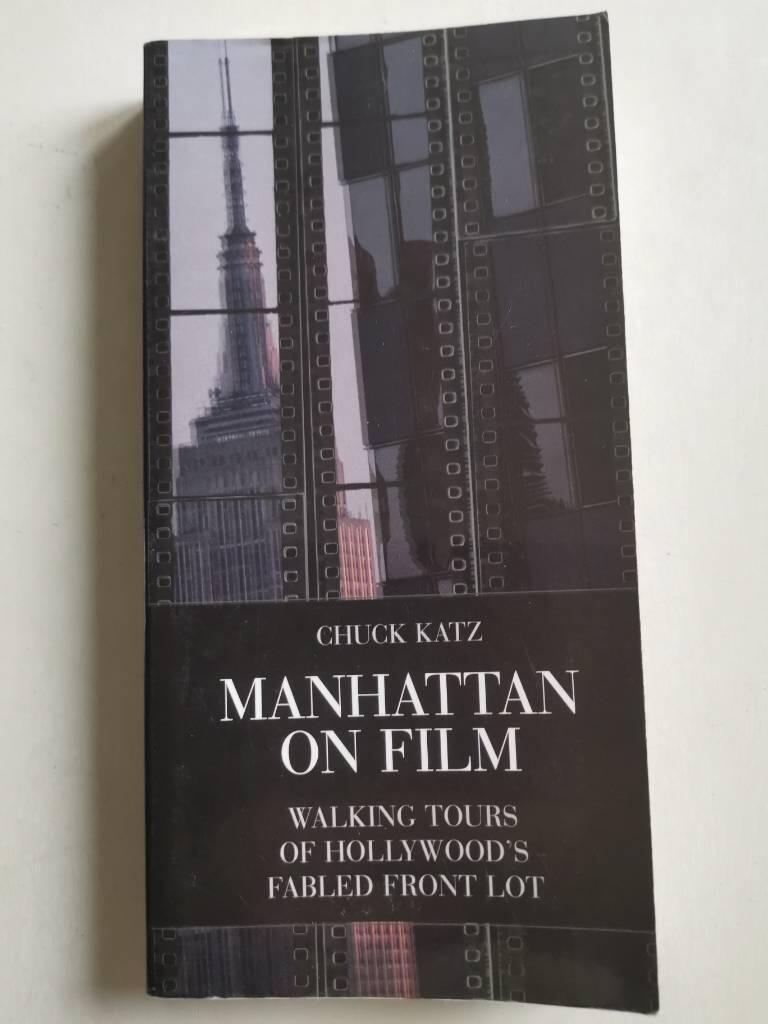 CHUCK KATZ
MANHATTAN
ON FILM
WALKING TOURS
OF HOLLYWOOD'S
FABLED FRONT LOT